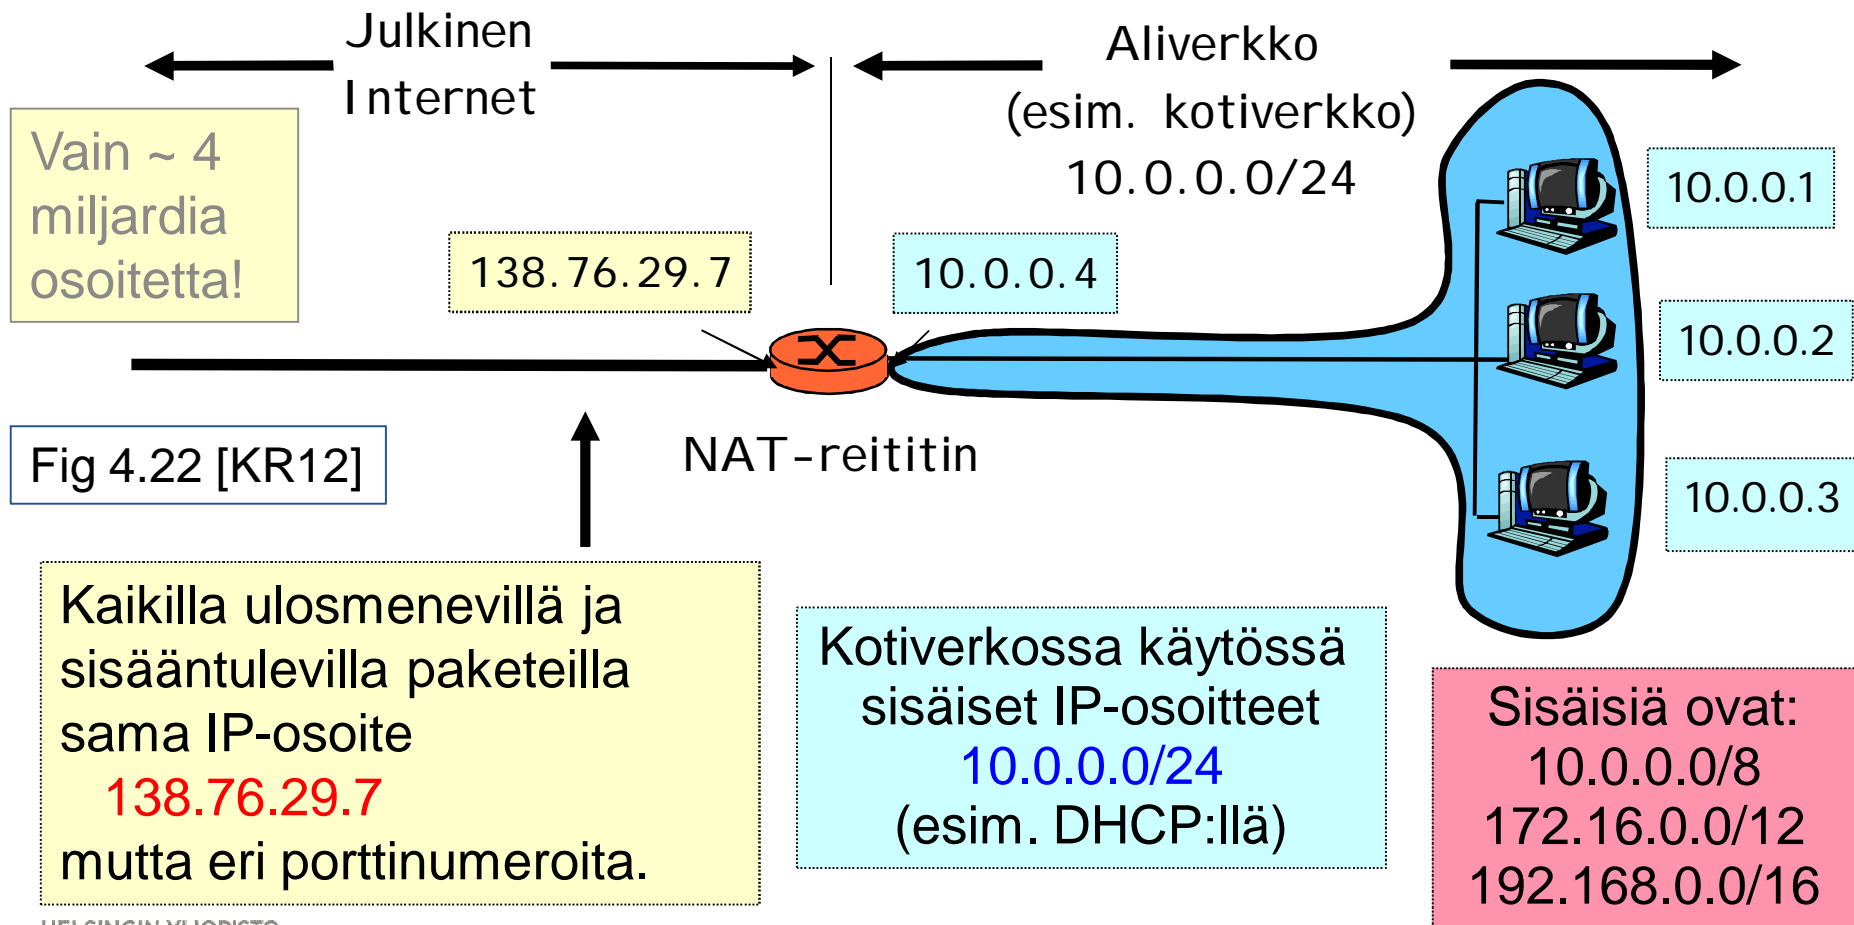 Julkinen
Internet
Aliverkko
(esim. kotiverkko)
10.0.0.0/24
Vain ~ 4
miljardia
osoitetta!
138.76.29.7
10.0.0.4
10.0.0.1
10.0.0.2
10.0.0.3
Fig 4.22 [KR12]
NAT-reititin
Kaikilla ulosmenevillä ja
sisääntulevilla paketeilla
sama IP-osoite
138.76.29.7
mutta eri porttinumeroita.
Kotiverkossa käytössä
sisäiset IP-osoitteet
10.0.0.0/24
(esim. DHCP:llä)
Sisäisiä ovat:
10.0.0.0/8
172.16.0.0/12
192.168.0.0/16
HELSINGIN YLIOPISTO